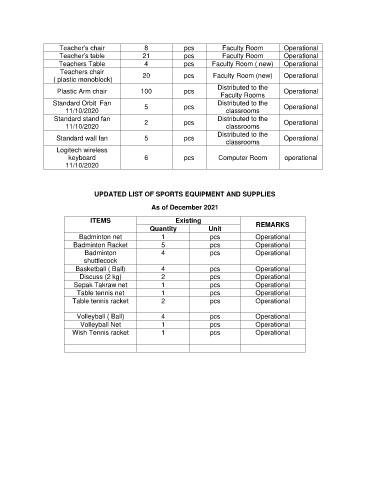 Teacher's chair 8 pcs Faculty Room Operational
Teacher's table 21 pcs Faculty Room Operational
Teachers Table 4 pcs Faculty Room ( new) Operational
Teachers chair
( plastic monoblock) 20 pcs Faculty Room (new) Operational
Plastic Arm chair 100 pcs Distributed to the
Faculty Rooms Operational
Standard Orbit Fan
11/10/2020 5 pcs Distributed to the
classrooms Operational
Standard stand fan
11/10/2020 2 pcs Distributed to the
classrooms Operational
Standard wall fan 5 pcs Distributed to the
classrooms Operational
Logitech wireless
keyboard
11/10/2020 6 pcs Computer Room operational
UPDATED LIST OF SPORTS EQUIPMENT AND SUPPLIES
As of December 2021
ITEMS Existing REMARKS
Quantity Unit
Badminton net 1 pcs Operational
Badminton Racket 5 pcs Operational
Badminton
shuttlecock 4 pcs Operational
Basketball ( Ball) 4 pcs Operational
Discuss (2 kg) 2 pcs Operational
Sepak Takraw net 1 pcs Operational
Table tennis net 1 pcs Operational
Table tennis racket 2 pcs Operational
Volleyball ( Ball) 4 pcs Operational
Volleyball Net 1 pcs Operational
Wish Tennis racket 1 pcs Operational